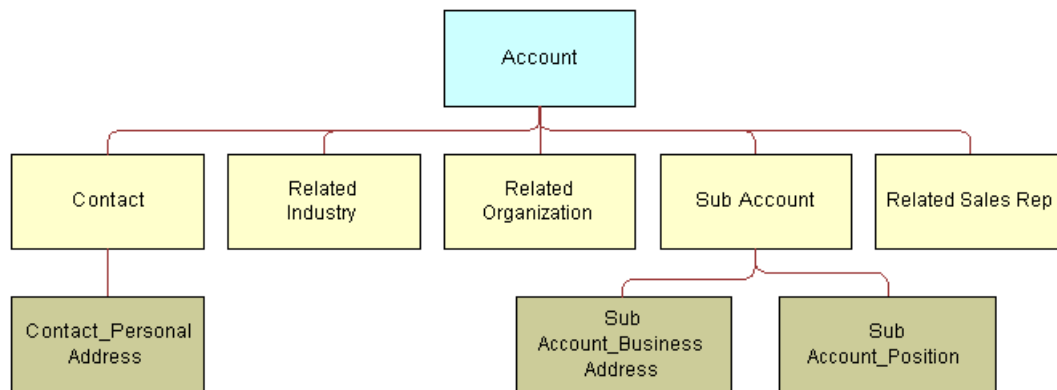 Account
Contact
Related
Industry
Related
Organization
Sub Account
Related Sales Rep
Contact_Personal
Address
Sub
Account_Business
Address
Sub
Account_Position